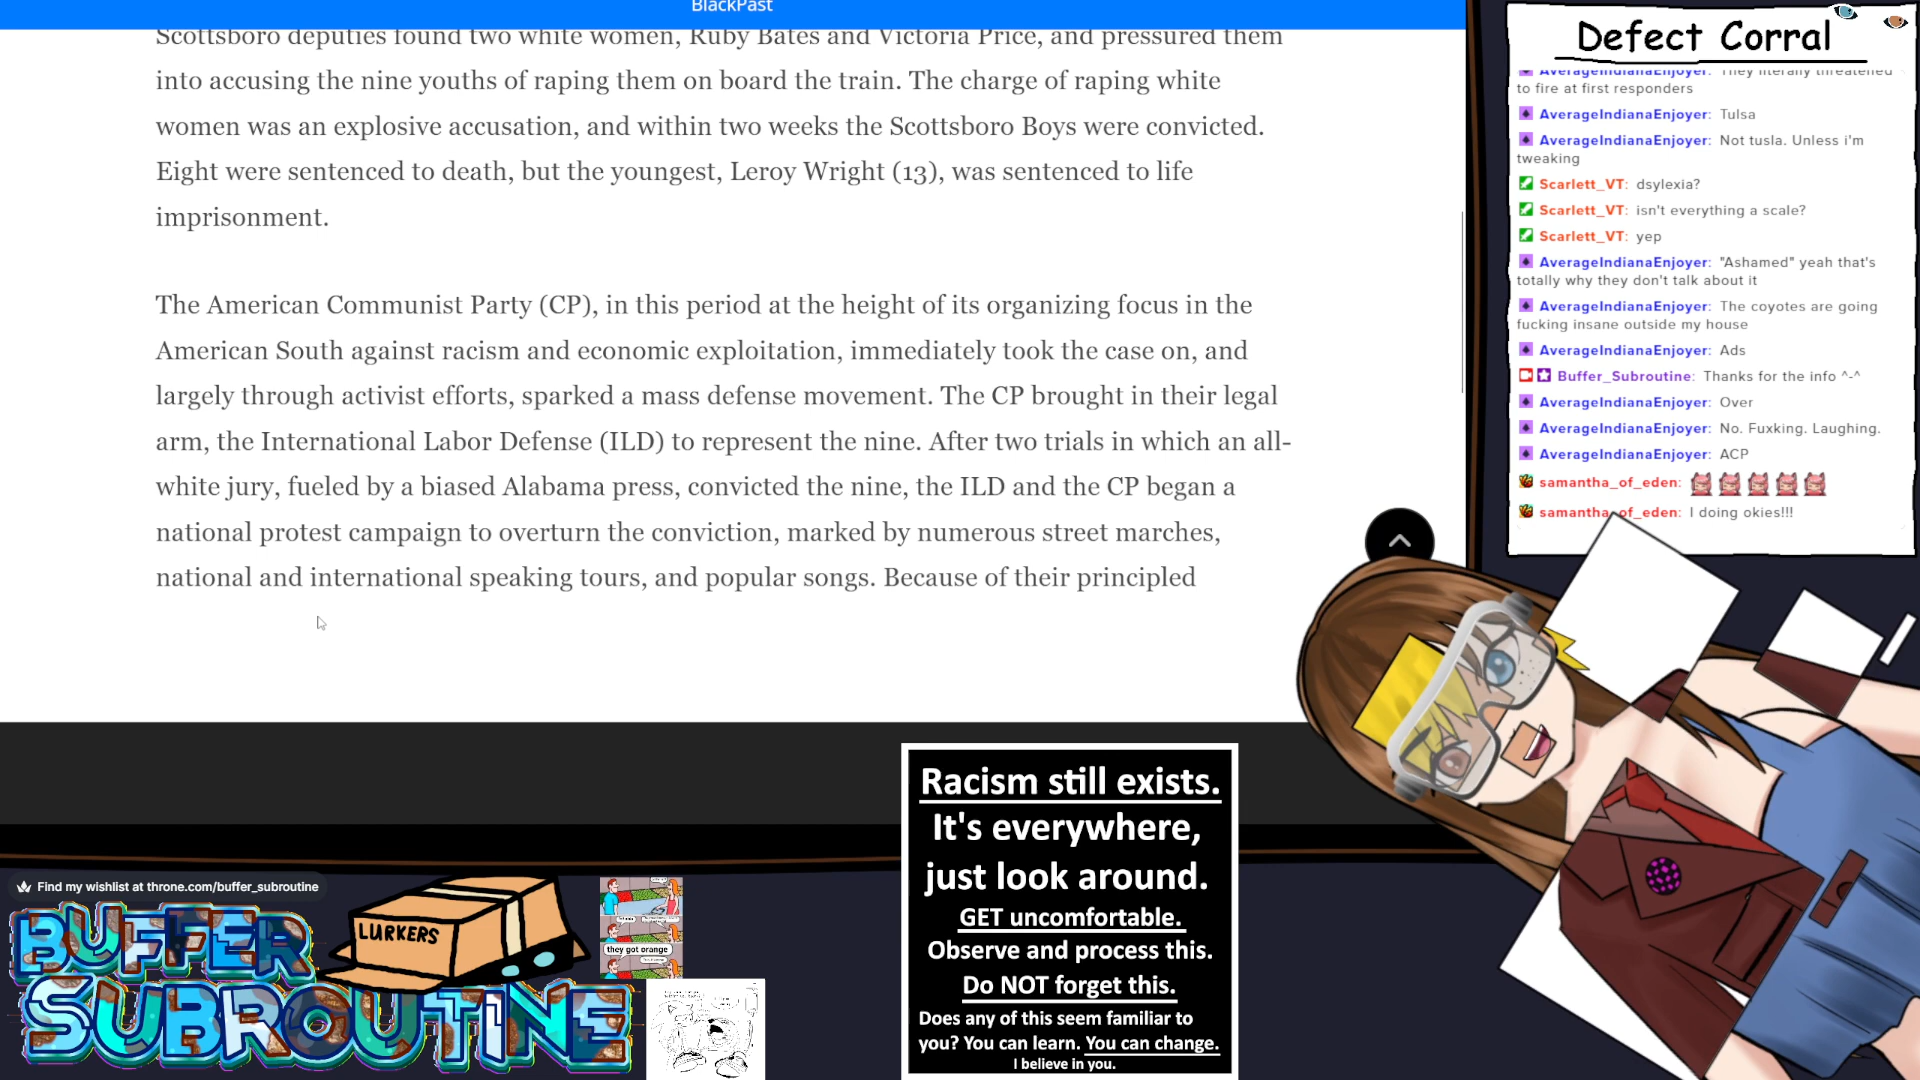 BlackPast
Scottsboro deputies found two white women, Ruby Bates and Victoria Price, and pressured them
into accusing the nine youths of raping them on board the train. The charge of raping white
women was an explosive accusation, and within two weeks the Scottsboro Boys were convicted.
Eight were sentenced to death, but the youngest, Leroy Wright (13), was sentenced to life
imprisonment.
The American Communist Party (CP), in this period at the height of its organizing focus in the
American South against racism and economic exploitation, immediately took the case on, and
largely through activist efforts, sparked a mass defense movement. The CP brought in their legal
arm, the International Labor Defense (ILD) to represent the nine. After two trials in which an all-
white jury, fueled by a biased Alabama press, convicted the nine, the ILD and the CP began a
national protest campaign to overturn the conviction, marked by numerous street marches,
national and international speaking tours, and popular songs. Because of their principled
Defect Corral
AverageIndianaEnjoyer: They literally threatened
to fire at first responders
AverageIndianaEnjoyer: Tulsa
AverageIndianaEnjoyer: Not tusla. Unless i'm
tweaking
Scarlett_VT: dsylexia?
Scarlett_VT: isn't everything a scale?
Scarlett_VT: yep
AverageIndianaEnjoyer: "Ashamed" yeah that's
totally why they don't talk about it
AverageIndianaEnjoyer: The coyotes are going
fucking insane outside my house
AverageIndianaEnjoyer: Ads
Buffer_Subroutine: Thanks for the info ^-^
AverageIndianaEnjoyer: Over
AverageIndianaEnjoyer: No. Fuxking. Laughing.
AverageIndianaEnjoyer: ACP
samantha_of_eden:
samantha_of_eden: I doing okies!!!
Find my wishlist at throne.com/buffer_subroutine
BUFFER
SUBROUTINE
LURKERS
they got orange
Racism still exists.
It's everywhere,
just look around.
GET uncomfortable.
Observe and process this.
Do NOT forget this.
Does any of this seem familiar to
you? You can learn. You can change.
I believe in you.